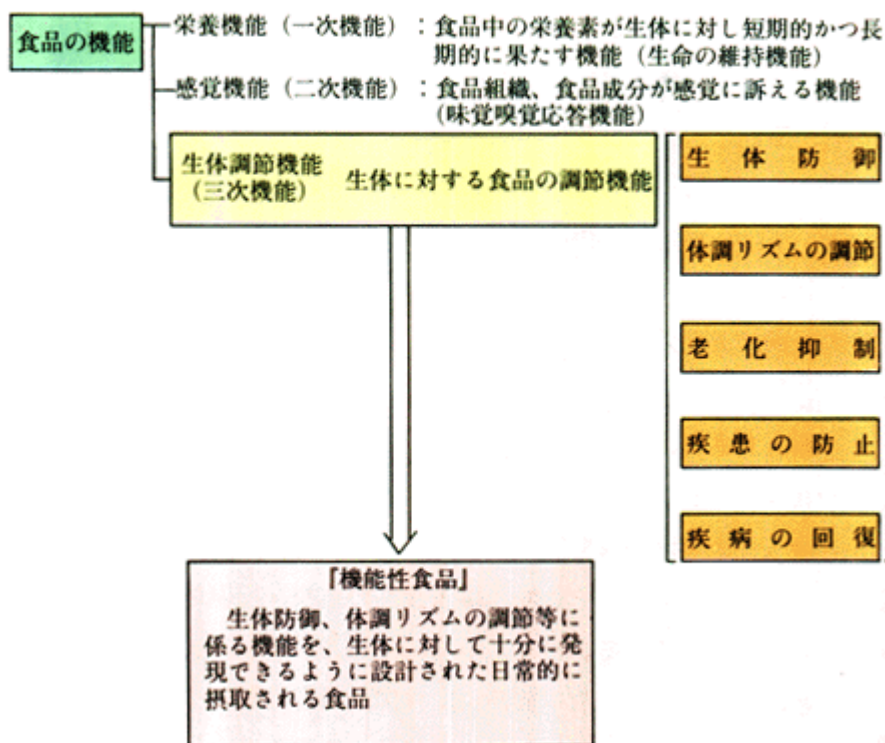 食品の機能
栄養機能（一次機能）：食品中の栄養素が生体に対し短期的かつ長
期的に果たす機能（生命の維持機能）
感覚機能（二次機能）：食品組織、食品成分が感覚に訴える機能
（味覚嗅覚応答機能）
生体調節機能
（三次機能）
生体に対する食品の調節機能
生体防御
体調リズムの調節
老化抑制
疾患の防止
疾病の回復
『機能性食品』
生体防御、体調リズムの調節等に
係る機能を、生体に対して十分に発
現できるように設計された日常的に
摂取される食品